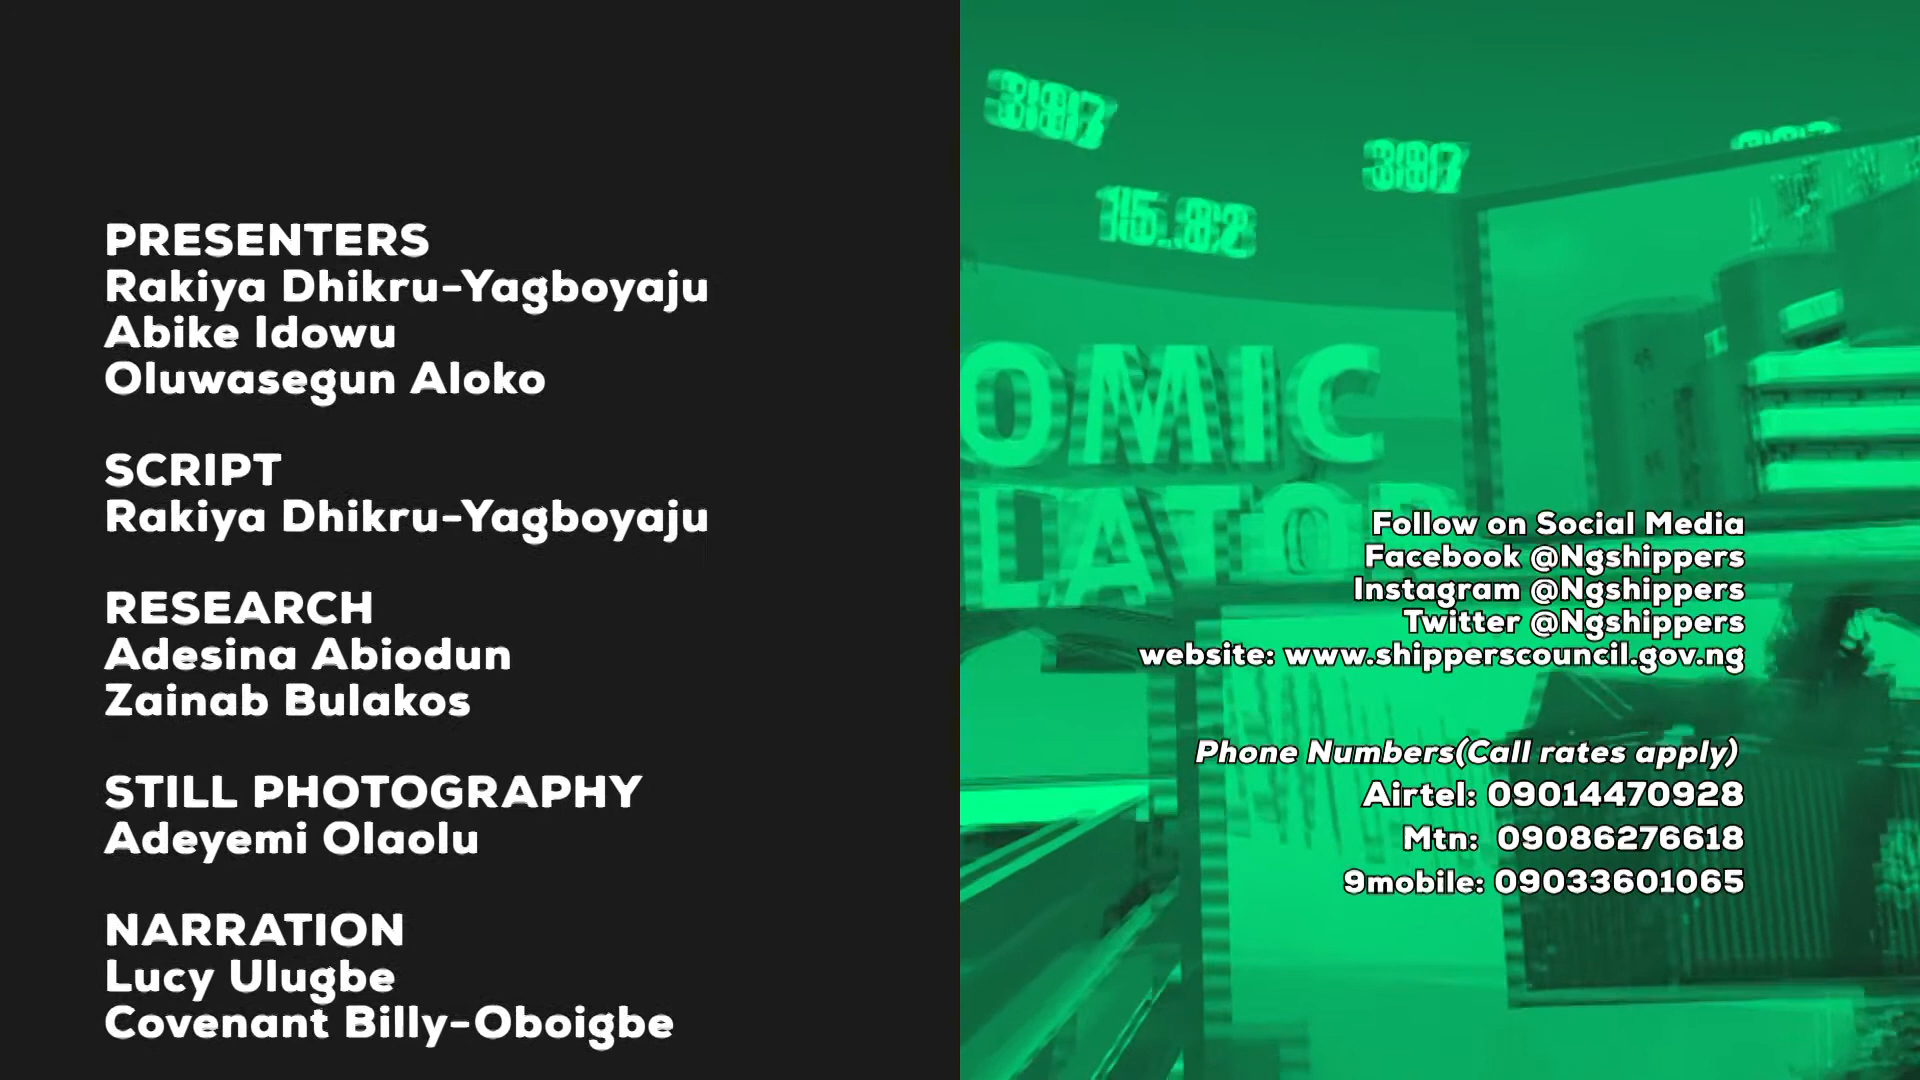 PRESENTERS
Rakiya Dhikru-Yagboyaju
Abike Idowu
Oluwasegun Aloko
SCRIPT
Rakiya Dhikru-Yagboyaju
RESEARCH
Adesina Abiodun
Zainab Bulakos
STILL PHOTOGRAPHY
Adeyemi Olaolu
NARRATION
Lucy Ulugbe
Covenant Billy-Oboigbe
OMIC
LATOR
Follow on Social Media
Facebook @Ngshippers
Instagram @Ngshippers
Twitter @Ngshippers
website: www.shipperscouncil.gov.ng
Phone Numbers(Call rates apply)
Airtel: 09014470928
Mtn: 09086276618
9mobile: 09033601065